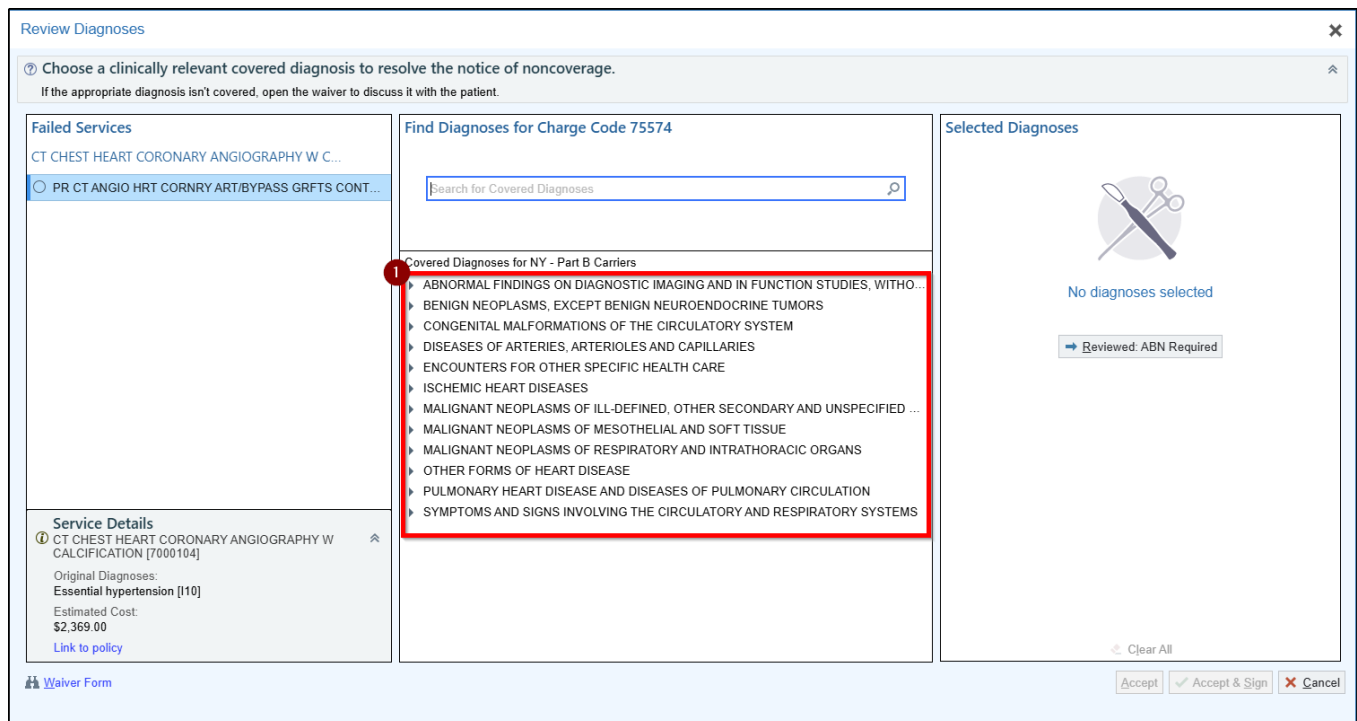 Review Diagnoses
Choose a clinically relevant covered diagnosis to resolve the notice of noncoverage.
If the appropriate diagnosis isn't covered, open the waiver to discuss it with the patient.
Failed Services
CT CHEST HEART CORONARY ANGIOGRAPHY W C...
PR CT ANGIO HRT CORNRY ART/BYPASS GRFTS CONT...
Service Details
CT CHEST HEART CORONARY ANGIOGRAPHY W
CALCIFICATION [7000104]
Original Diagnoses:
Essential hypertension [I10]
Estimated Cost:
$2,369.00
Link to policy
Find Diagnoses for Charge Code 75574
Search for Covered Diagnoses
Covered Diagnoses for NY - Part B Carriers
1
ABNORMAL FINDINGS ON DIAGNOSTIC IMAGING AND IN FUNCTION STUDIES, WITHO...
BENIGN NEOPLASMS, EXCEPT BENIGN NEUROENDOCRINE TUMORS
CONGENITAL MALFORMATIONS OF THE CIRCULATORY SYSTEM
DISEASES OF ARTERIES, ARTERIOLES AND CAPILLARIES
ENCOUNTERS FOR OTHER SPECIFIC HEALTH CARE
ISCHEMIC HEART DISEASES
MALIGNANT NEOPLASMS OF ILL-DEFINED, OTHER SECONDARY AND UNSPECIFIED ...
MALIGNANT NEOPLASMS OF MESOTHELIAL AND SOFT TISSUE
MALIGNANT NEOPLASMS OF RESPIRATORY AND INTRATHORACIC ORGANS
OTHER FORMS OF HEART DISEASE
PULMONARY HEART DISEASE AND DISEASES OF PULMONARY CIRCULATION
SYMPTOMS AND SIGNS INVOLVING THE CIRCULATORY AND RESPIRATORY SYSTEMS
Selected Diagnoses
No diagnoses selected
Reviewed: ABN Required
Clear All
Waiver Form
Accept
Accept & Sign
Cancel